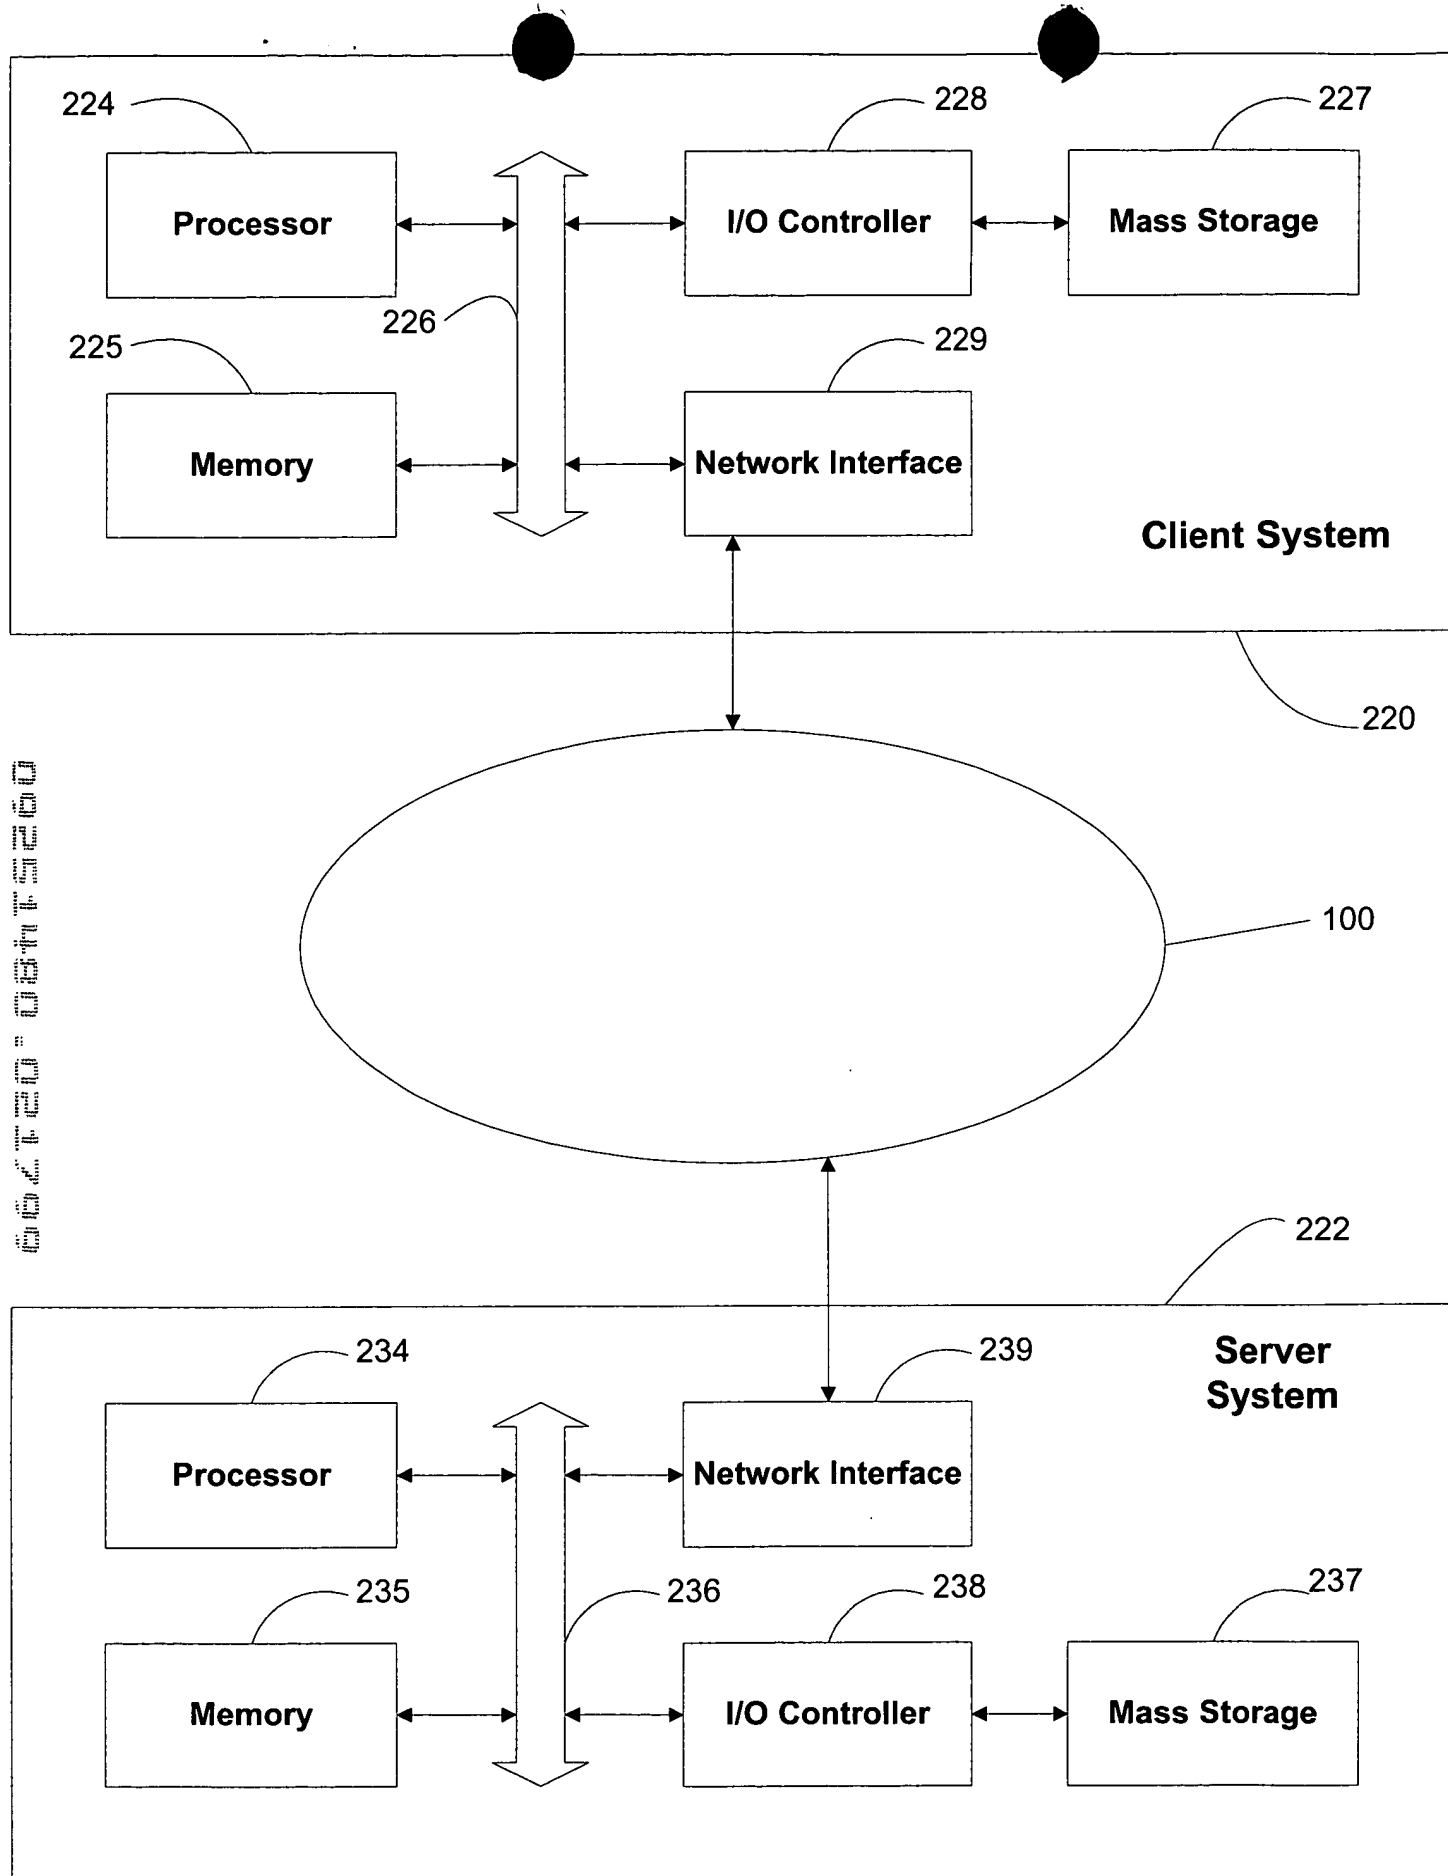 224
228
227
Processor
I/O Controller
Mass Storage
226
225
229
Memory
Network Interface
Client System
220
100
222
234
239
Server
System
Processor
Network Interface
235
236
238
237
Memory
I/O Controller
Mass Storage